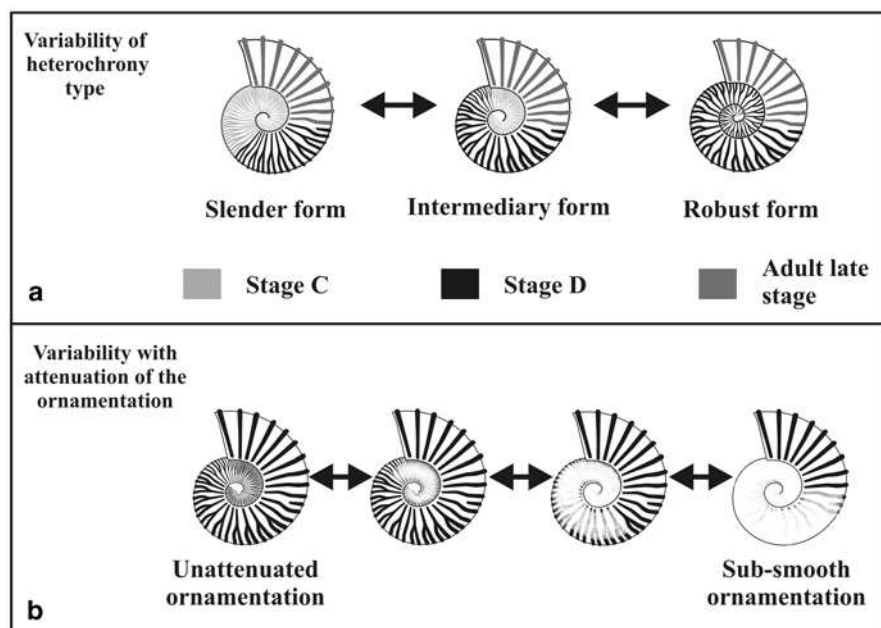 Variability of
heterochrony
type
Slender form
Intermediary form
Robust form
Stage C
Stage D
Adult late
stage
a
Variability with
attenuation of the
ornamentation
Unattenuated
ornamentation
Sub-smooth
ornamentation
b